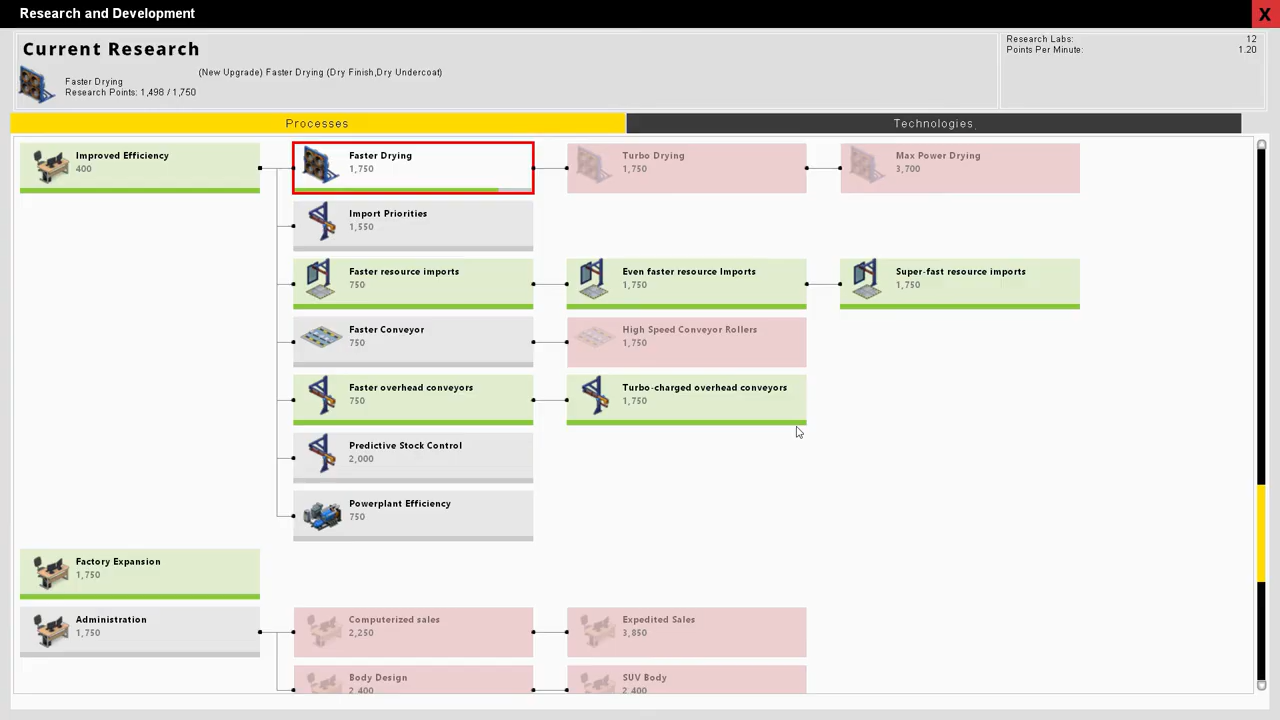 Research and Development
X
Current Research
(New Upgrade) Faster Drying (Dry Finish,Dry Undercoat)
Faster Drying
Research Points: 1,498 / 1,750
Research Labs: 12
Points Per Minute: 1.20
Processes
Technologies
Improved Efficiency
400
Faster Drying
1,750
Turbo Drying
1,750
Max Power Drying
3,700
Import Priorities
1,550
Faster resource imports
750
Even faster resource Imports
1,750
Super-fast resource imports
1,750
Faster Conveyor
750
High Speed Conveyor Rollers
1,750
Faster overhead conveyors
750
Turbo-charged overhead conveyors
1,750
Predictive Stock Control
2,000
Powerplant Efficiency
750
Factory Expansion
1,750
Administration
1,750
Computerized sales
2,250
Expedited Sales
3,850
Body Design
2,400
SUV Body
2,400